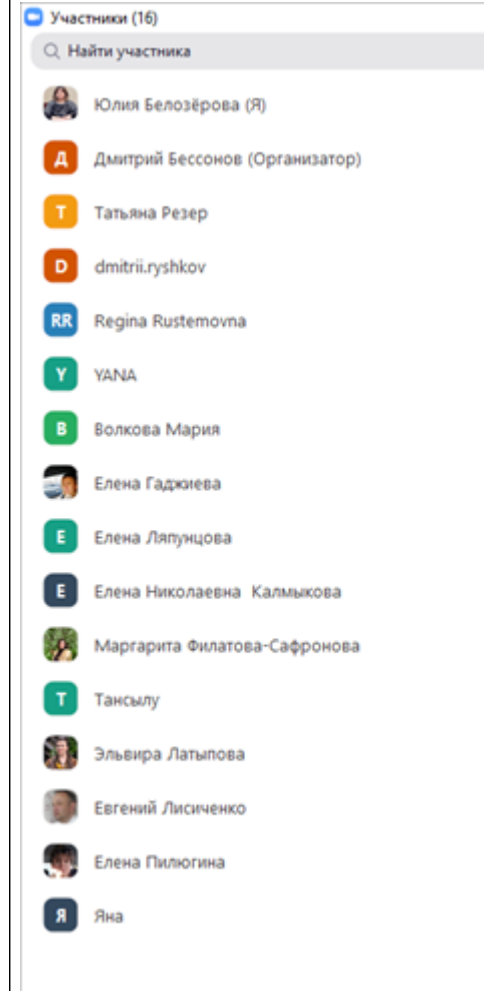 Участники (16)
Найти участника
Юлия Белозёрова (Я)
Д Дмитрий Бессонов (Организатор)
Т Татьяна Резер
D dmitrii.ryshkov
RR Regina Rustemovna
Y YANA
В Волкова Мария
Елена Гаджиева
Е Елена Ляпунцова
Е Елена Николаевна Калмыкова
Маргарита Филатова-Сафронова
Т Тансылу
Эльвира Латыпова
Евгений Лисиченко
Елена Пилюгина
Я Яна